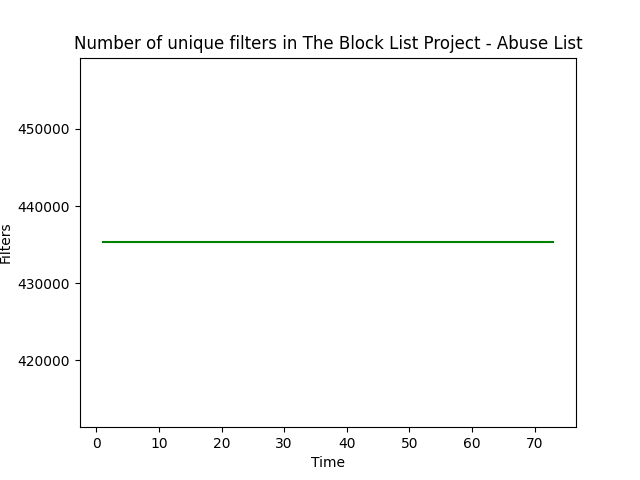 Number of unique filters in The Block List Project - Abuse List
450000
440000
430000
420000
Filters
0 10 20 30 40 50 60 70
Time